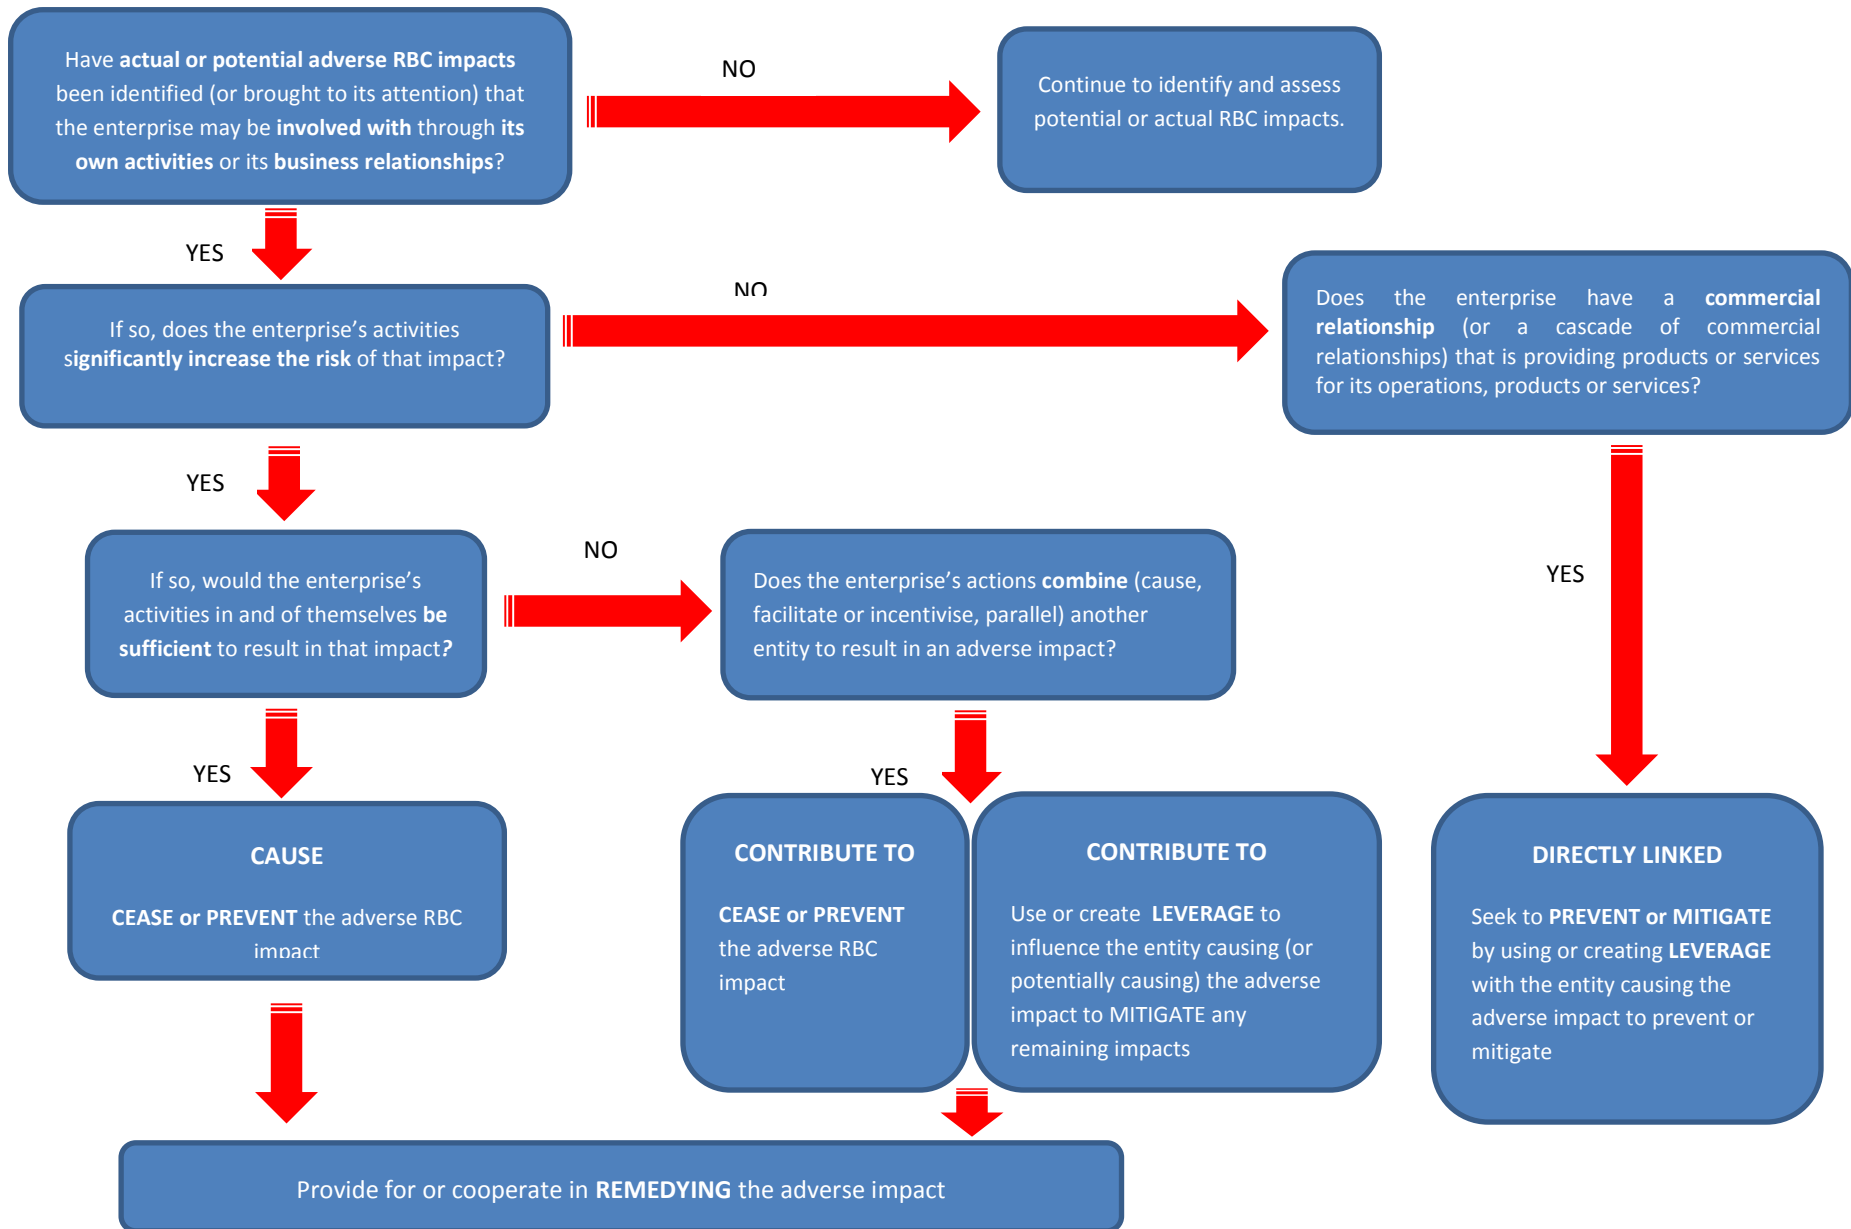 Have actual or potential adverse RBC impacts
been identified (or brought to its attention) that
the enterprise may be involved with through its
own activities or its business relationships?
NO
Continue to identify and assess
potential or actual RBC impacts.
YES
If so, does the enterprise’s activities
significantly increase the risk of that impact?
NO
Does the enterprise have a commercial
relationship (or a cascade of commercial
relationships) that is providing products or services
for its operations, products or services?
YES
If so, would the enterprise’s
activities in and of themselves be
sufficient to result in that impact?
NO
Does the enterprise’s actions combine (cause,
facilitate or incentivise, parallel) another
entity to result in an adverse impact?
YES
YES
YES
CAUSE
CEASE or PREVENT the adverse RBC
impact
CONTRIBUTE TO
CEASE or PREVENT
the adverse RBC
impact
CONTRIBUTE TO
Use or create LEVERAGE to
influence the entity causing (or
potentially causing) the adverse
impact to MITIGATE any
remaining impacts
DIRECTLY LINKED
Seek to PREVENT or MITIGATE
by using or creating LEVERAGE
with the entity causing the
adverse impact to prevent or
mitigate
Provide for or cooperate in REMEDYING the adverse impact